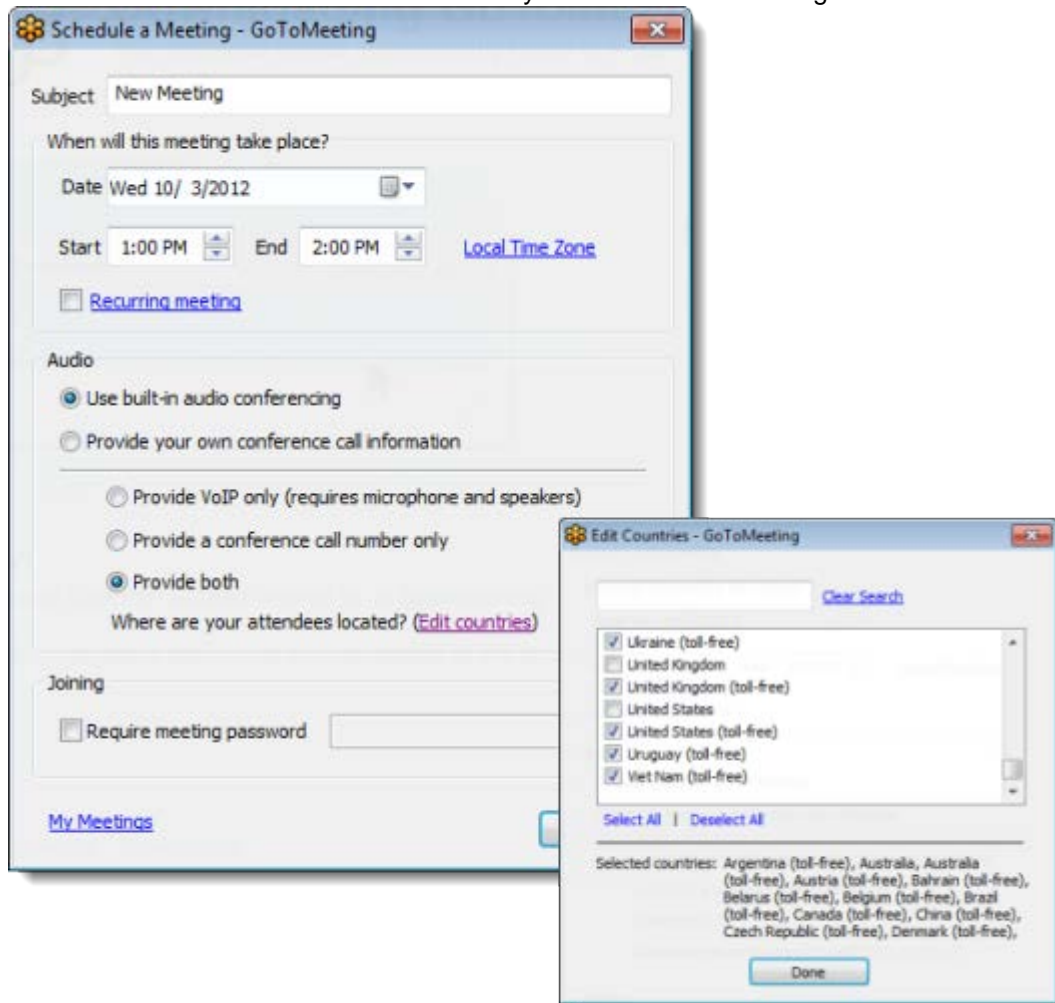 Schedule a Meeting - GoToMeeting
Subject New Meeting
When will this meeting take place?
Date Wed 10/ 3/2012
Start 1:00 PM End 2:00 PM Local Time Zone
Recurring meeting
Audio
Use built-in audio conferencing
Provide your own conference call information
Provide VoIP only (requires microphone and speakers)
Provide a conference call number only
Provide both
Where are your attendees located? (Edit countries)
Joining
Require meeting password
My Meetings
Edit Countries - GoToMeeting
Clear Search
Ukraine (toll-free)
United Kingdom
United Kingdom (toll-free)
United States
United States (toll-free)
Uruguay (toll-free)
Viet Nam (toll-free)
Select All | Deselect All
Selected countries: Argentina (toll-free), Australia, Australia
(toll-free), Austria (toll-free), Bahrain (toll-free),
Belarus (toll-free), Belgium (toll-free), Brazil
(toll-free), Canada (toll-free), China (toll-free),
Czech Republic (toll-free), Denmark (toll-free),
Done